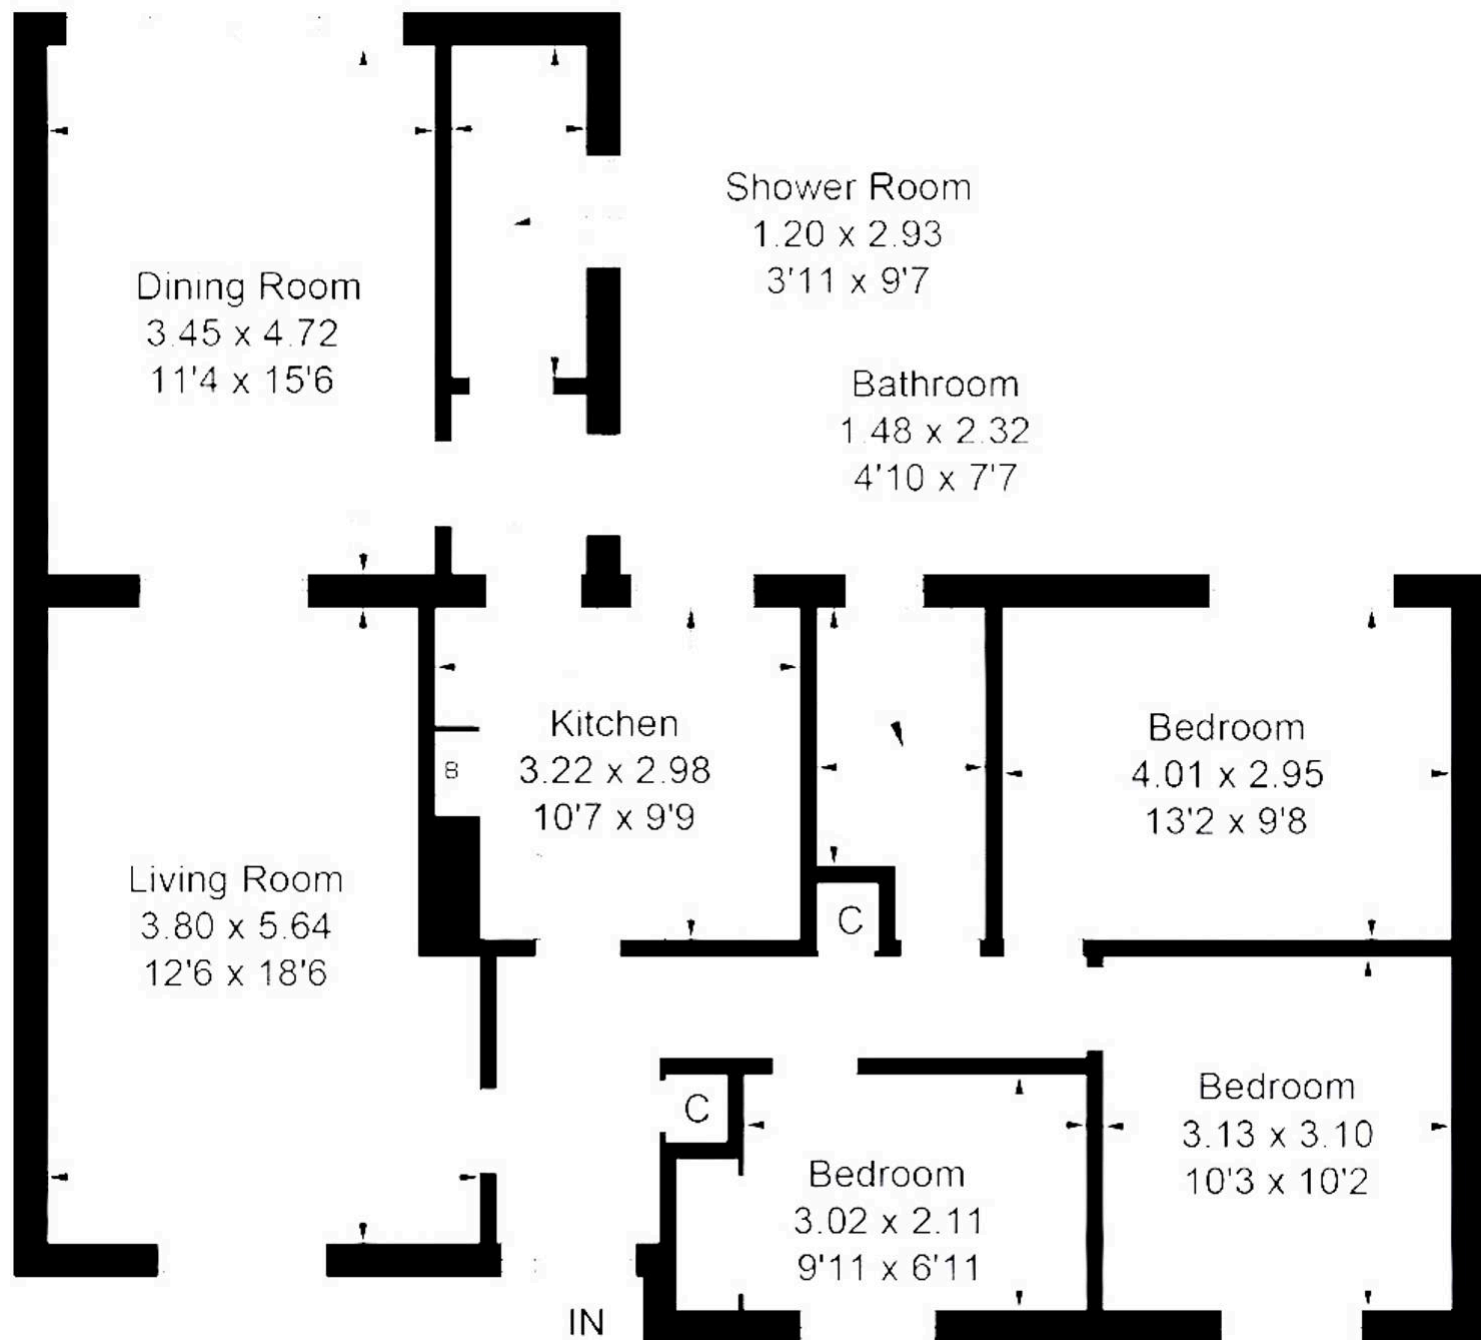 Shower Room
1.20 x 2.93
3'11 x 9'7
Dining Room
3.45 x 4.72
11'4 x 15'6
Bathroom
1.48 x 2.32
4'10 x 7'7
Kitchen
3.22 x 2.98
10'7 x 9'9
B
Bedroom
4.01 x 2.95
13'2 x 9'8
Living Room
3.80 x 5.64
12'6 x 18'6
C
C
Bedroom
3.13 x 3.10
10'3 x 10'2
Bedroom
3.02 x 2.11
9'11 x 6'11
IN